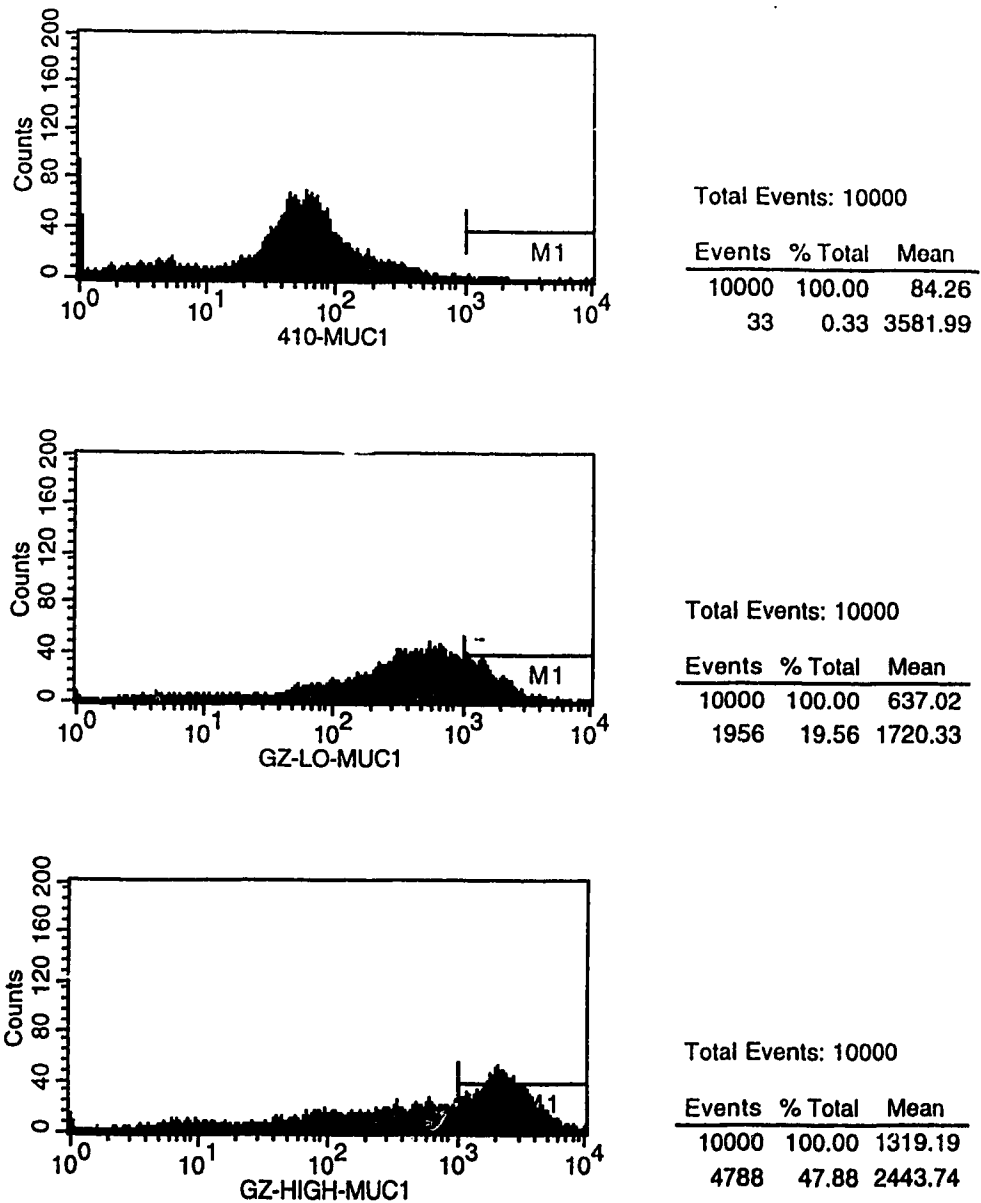 200
160
120
80
40
0
Counts
M1
10^0 10^1 10^2 10^3 10^4
410-MUC1
Total Events: 10000
Events % Total Mean
10000 100.00 84.26
33 0.33 3581.99
200
160
120
80
40
0
Counts
M1
10^0 10^1 10^2 10^3 10^4
GZ-LO-MUC1
Total Events: 10000
Events % Total Mean
10000 100.00 637.02
1956 19.56 1720.33
200
160
120
80
40
0
Counts
10^0 10^1 10^2 10^3 10^4
GZ-HIGH-MUC1
Total Events: 10000
Events % Total Mean
10000 100.00 1319.19
4788 47.88 2443.74